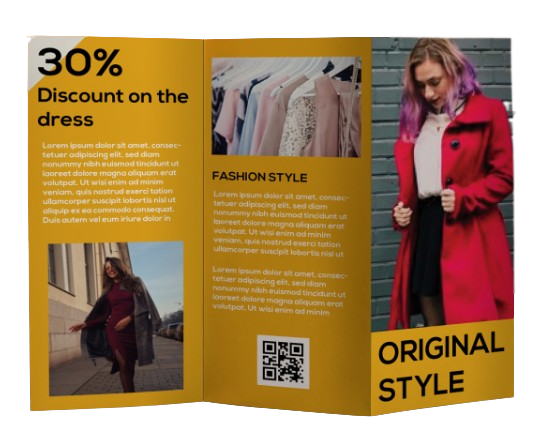 30%
Discount on the
dress
Lorem ipsum dolor sit amet, consec-
tetuer adipiscing elit, sed diam
nonummy nibh euismod tincidunt ut
laoreet dolore magna aliquam erat
volutpat. Ut wisi enim ad minim
veniam, quis nostrud exerci tation
ullamcorper suscipit lobortis nisl ut
aliquip ex ea commodo consequat.
Duis autem vel eum iriure dolor in
FASHION STYLE
Lorem ipsum dolor sit amet, consec-
tetuer adipiscing elit, sed diam
nonummy nibh euismod tincidunt ut
laoreet dolore magna aliquam erat
volutpat. Ut wisi enim ad minim
veniam, quis nostrud exerci tation
ullamcorper suscipit lobortis nisl ut
Lorem ipsum dolor sit amet, consec-
tetuer adipiscing elit, sed diam
nonummy nibh euismod tincidunt ut
laoreet dolore magna aliquam erat
volutpat. Ut wisi enim ad minim
ORIGINAL
STYLE